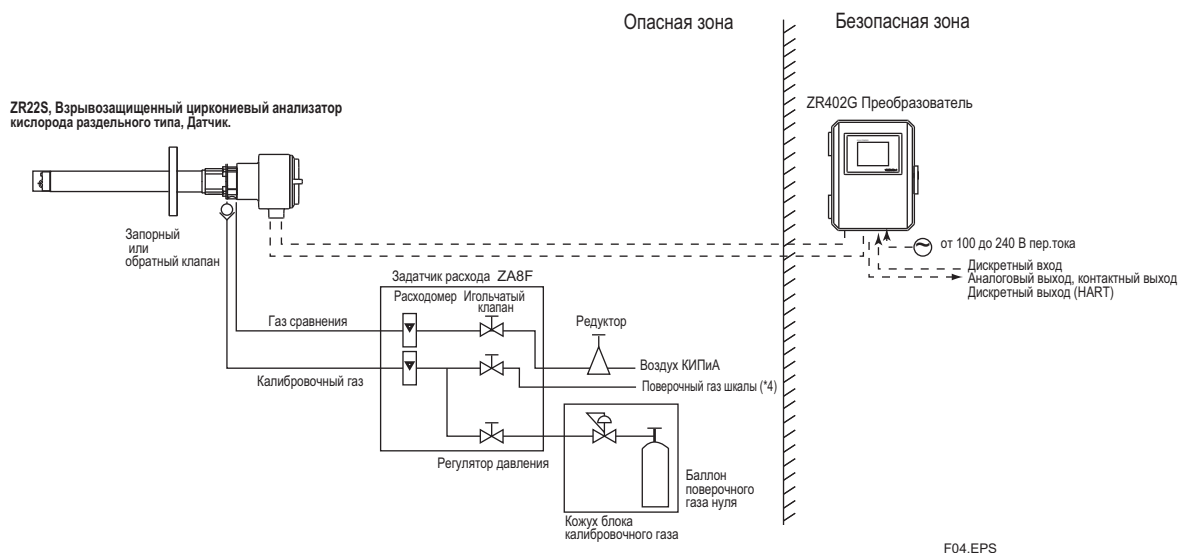 Опасная зона
Безопасная зона
ZR22S, Взрывозащищенный циркониевый анализатор
кислорода раздельного типа, Датчик.
ZR402G Преобразователь
Запорный
или
обратный клапан
от 100 до 240 В пер.тока
Дискретный вход
Аналоговый выход, контактный выход
Дискретный выход (HART)
Задатчик расхода ZA8F
Расходомер
Игольчатый
клапан
Газ сравнения
Редуктор
Воздух КИПиА
Калибровочный газ
Поверочный газ шкалы (*4)
Регулятор давления
Баллон
поверочного
газа нуля
Кожух блока
калибровочного газа
F04.EPS